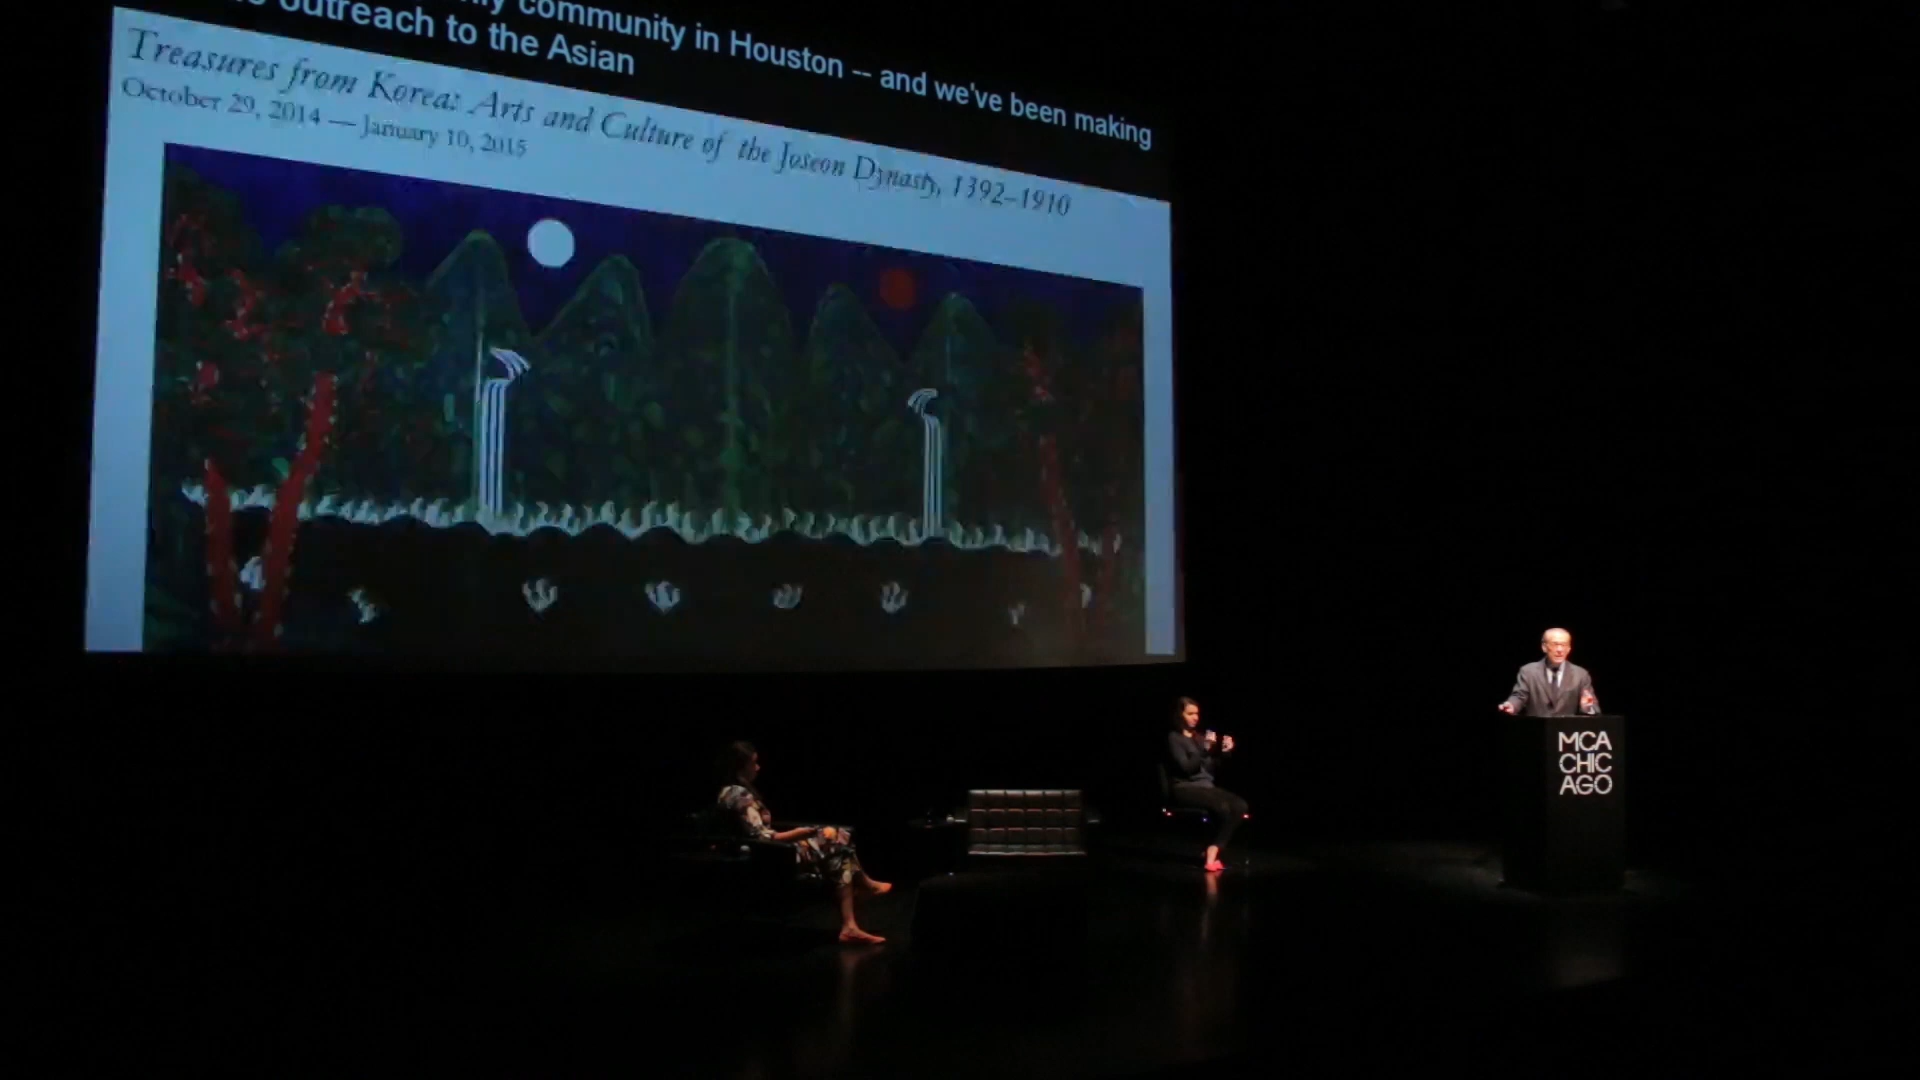 community in Houston -- and we've been making
outreach to the Asian
Treasures from Korea: Arts and Culture of the Joseon Dynasty, 1392–1910
October 29, 2014 — January 10, 2015
MCA
CHIC
AGO